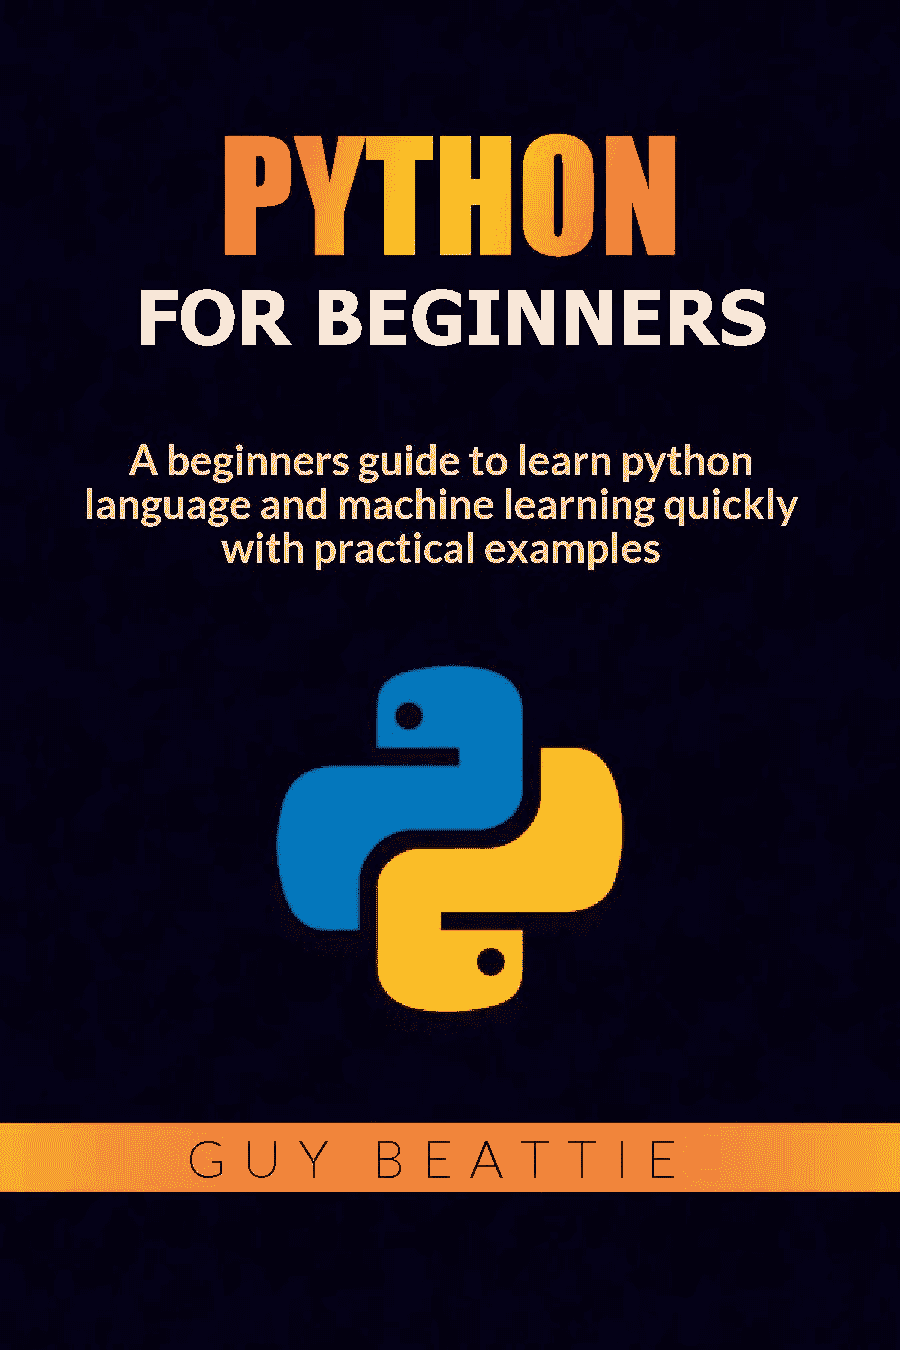 PYTHON
FOR BEGINNERS
A beginners guide to learn python
language and machine learning quickly
with practical examples
GUY BEATTIE